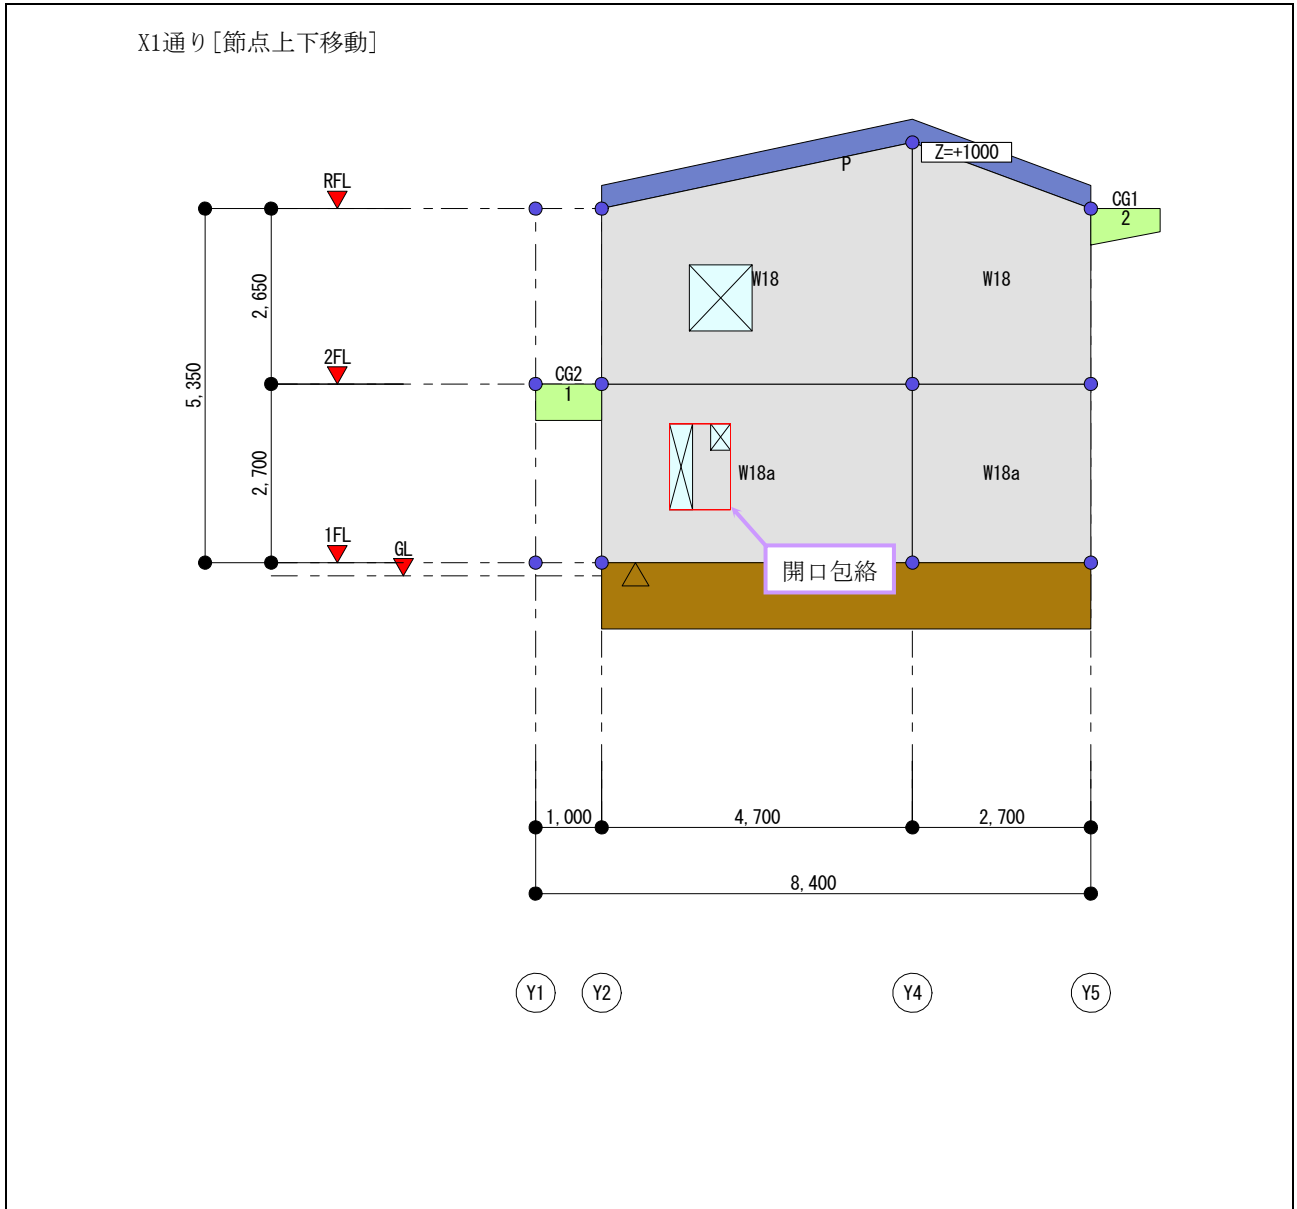 X1通り[節点上下移動]
Z=+1000
P
RFL
CG1
2
2,650
W18
W18
2FL
CG2
1
5,350
2,700
W18a
W18a
1FL
GL
開口包絡
1,000
4,700
2,700
8,400
Y1
Y2
Y4
Y5